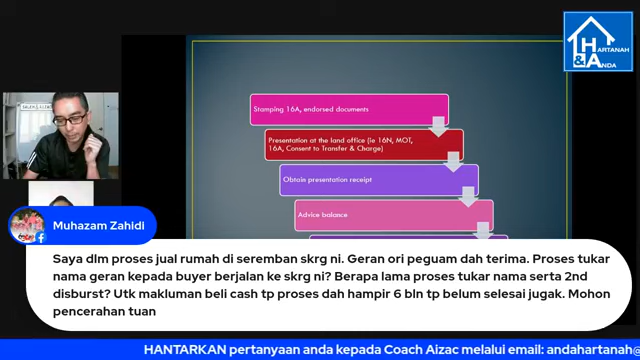 HARTANAH
& ANDA
Stamping 16A, endorsed documents
Presentation at the land office (ie 16N, MOT,
16A, Consent to Transfer & Charge)
Obtain presentation receipt
Advice balance
Muhazam Zahidi
Saya dlm proses jual rumah di seremban skrg ni. Geran ori peguam dah terima. Proses tukar
nama geran kepada buyer berjalan ke skrg ni? Berapa lama proses tukar nama serta 2nd
disburst? Utk makluman beli cash tp proses dah hampir 6 bln tp belum selesai jugak. Mohon
pencerahan tuan
HANTARKAN pertanyaan anda kepada Coach Aizac melalui email: andahartanah@